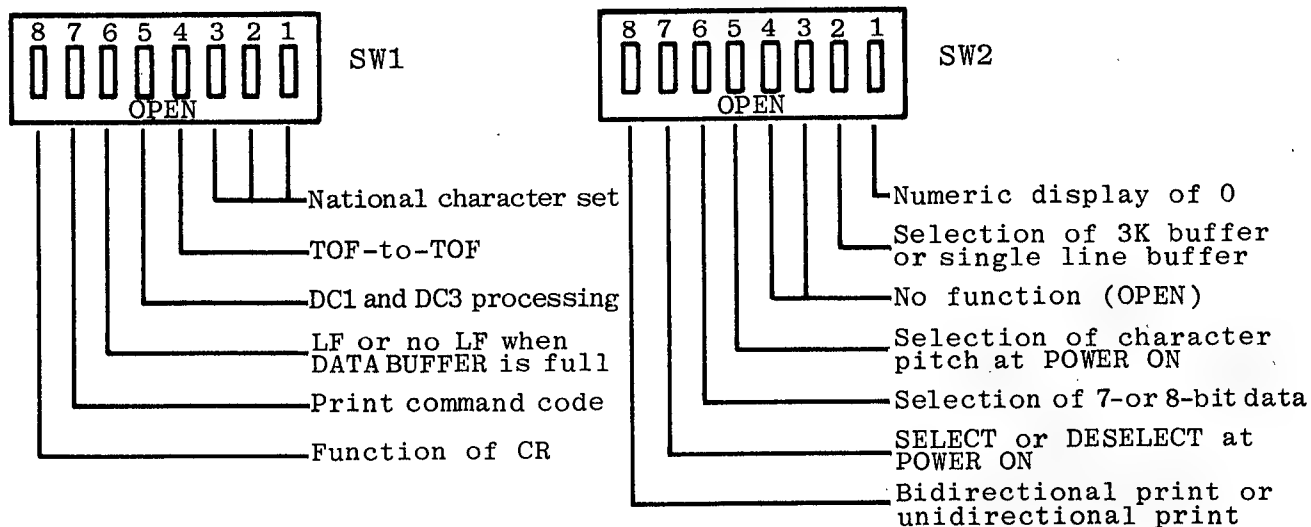 8 7 6 5 4 3 2 1
OPEN
SW1
National character set
TOF-to-TOF
DC1 and DC3 processing
LF or no LF when
DATA BUFFER is full
Print command code
Function of CR
8 7 6 5 4 3 2 1
OPEN
SW2
Numeric display of 0
Selection of 3K buffer
or single line buffer
No function (OPEN)
Selection of character
pitch at POWER ON
Selection of 7-or 8-bit data
SELECT or DESELECT at
POWER ON
Bidirectional print or
unidirectional print